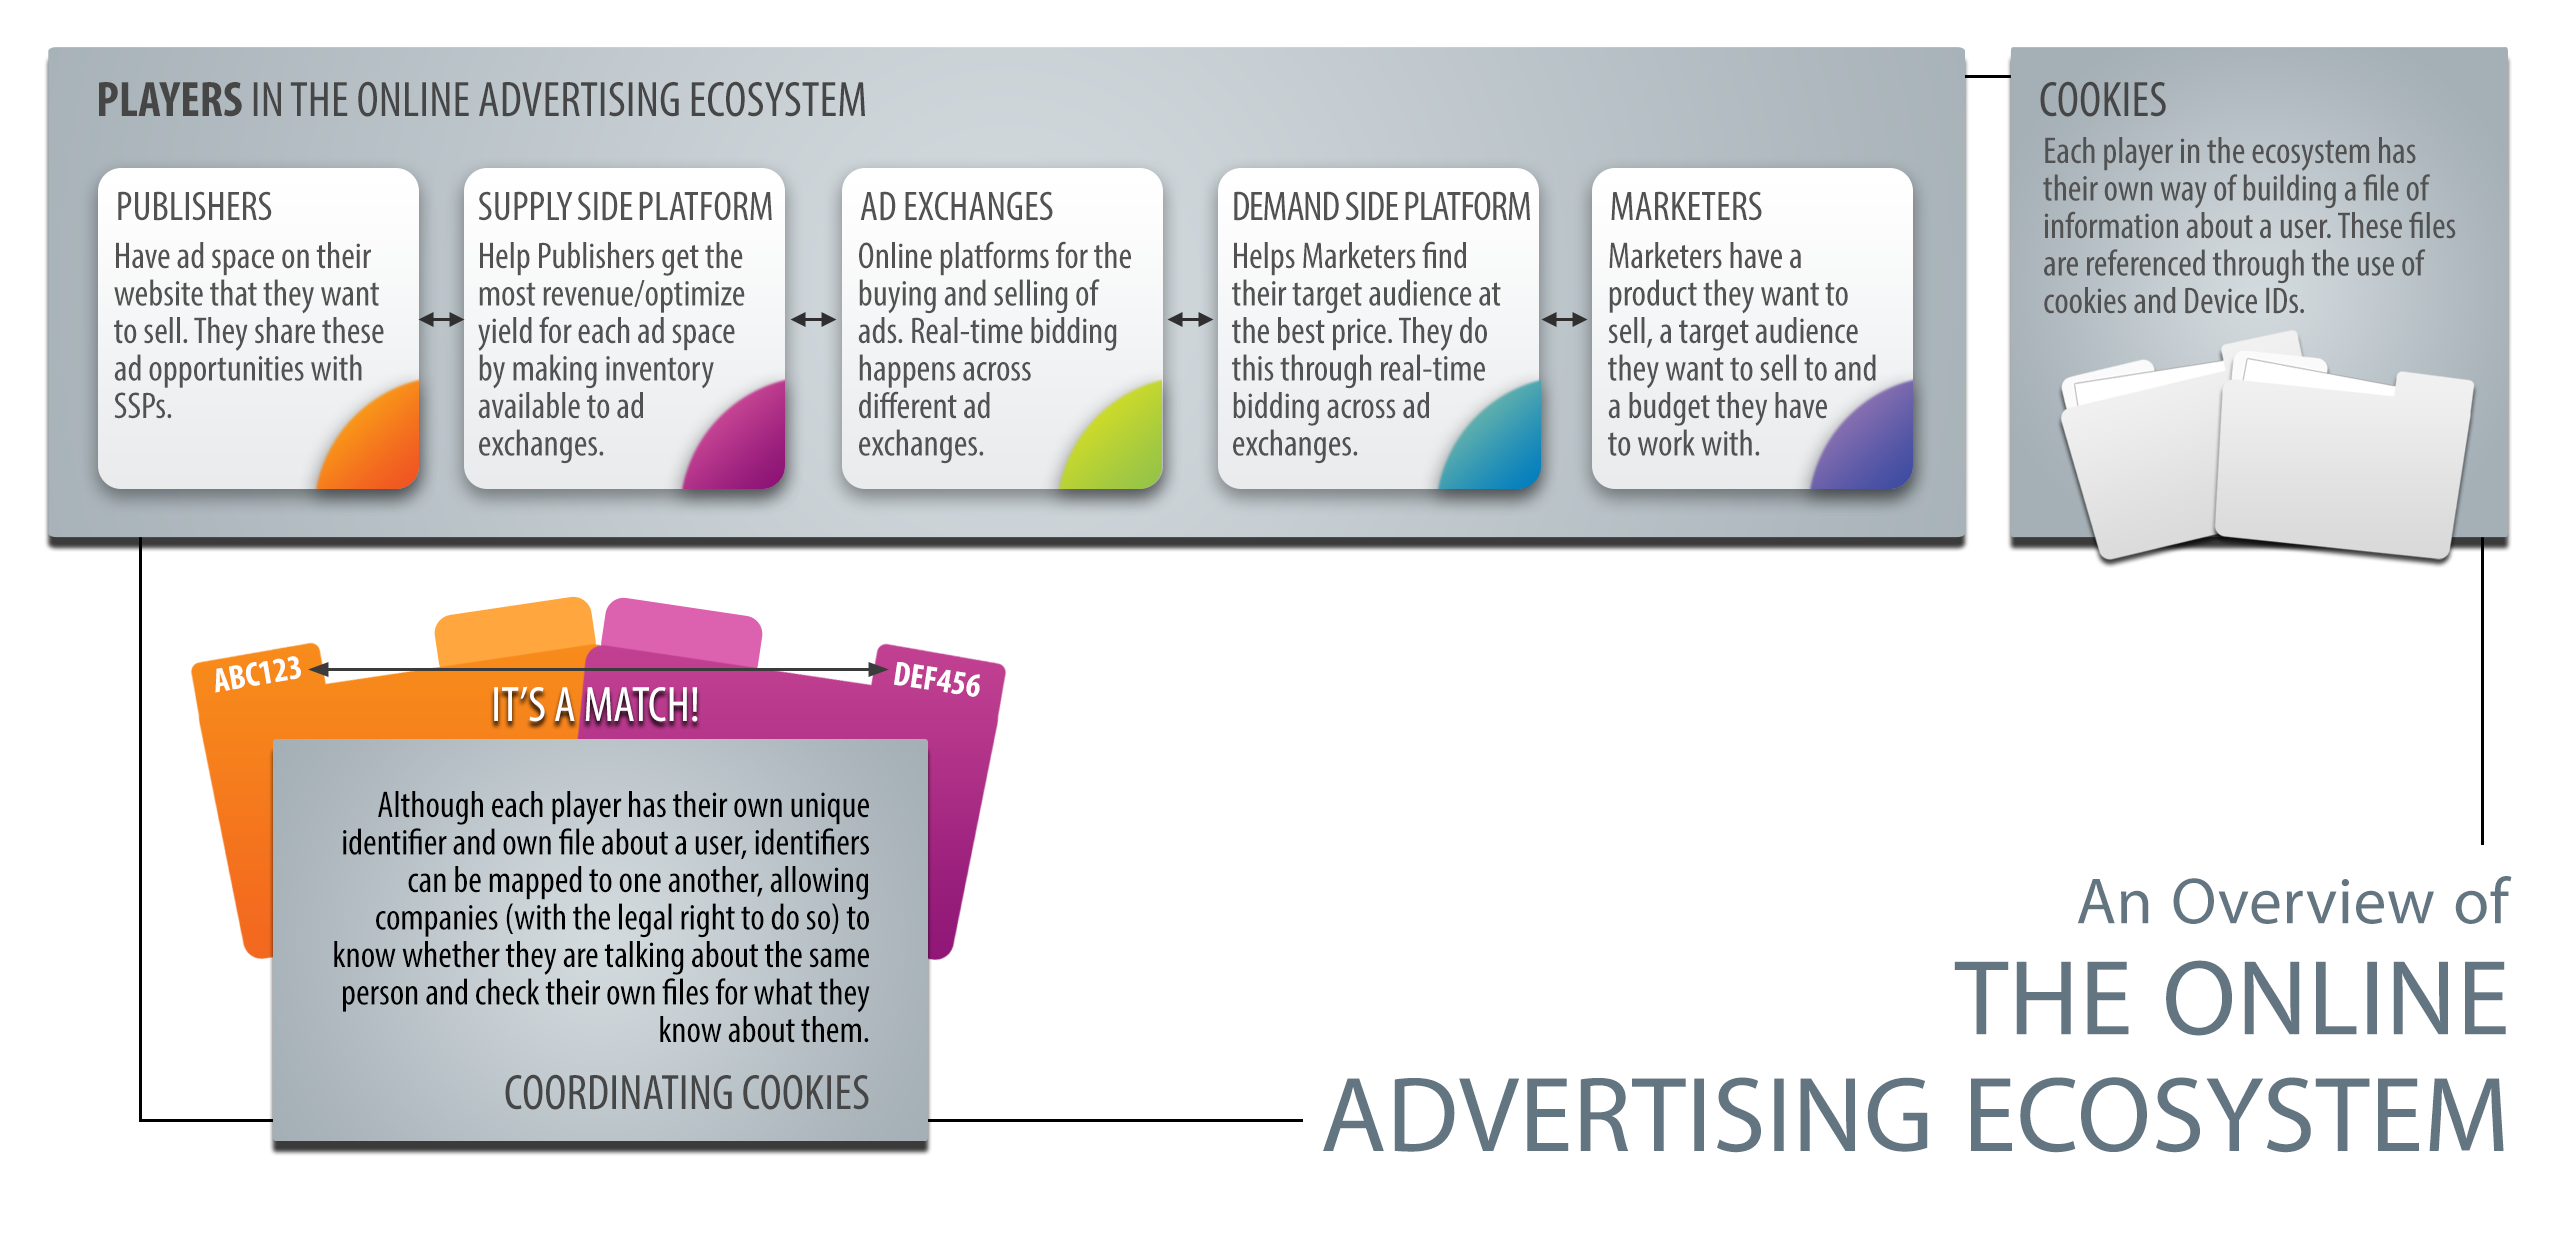 PLAYERS IN THE ONLINE ADVERTISING ECOSYSTEM
PUBLISHERS
Have ad space on their
website that they want
to sell. They share these
ad opportunities with
SSPs.
SUPPLY SIDE PLATFORM
Help Publishers get the
most revenue/optimize
yield for each ad space
by making inventory
available to ad
exchanges.
AD EXCHANGES
Online platforms for the
buying and selling of
ads. Real-time bidding
happens across
different ad
exchanges.
DEMAND SIDE PLATFORM
Helps Marketers find
their target audience at
the best price. They do
this through real-time
bidding across ad
exchanges.
MARKETERS
Marketers have a
product they want to
sell, a target audience
they want to sell to and
a budget they have
to work with.
COOKIES
Each player in the ecosystem has
their own way of building a file of
information about a user. These files
are referenced through the use of
cookies and Device IDs.
ABC123
DEF456
IT'S A MATCH!
Although each player has their own unique
identifier and own file about a user, identifiers
can be mapped to one another, allowing
companies (with the legal right to do so) to
know whether they are talking about the same
person and check their own files for what they
know about them.
COORDINATING COOKIES
An Overview of
THE ONLINE
ADVERTISING ECOSYSTEM